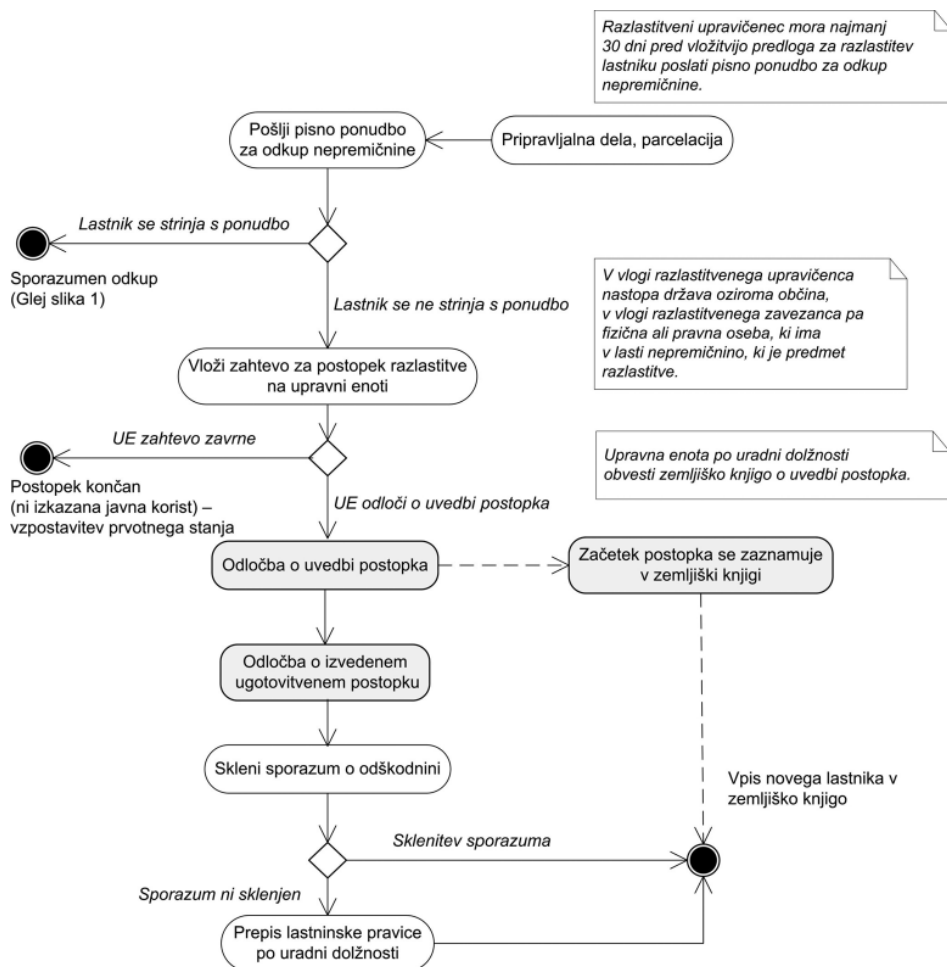 Razlastitveni upravičenec mora najmanj
30 dni pred vložitvijo predloga za razlastitev
lastniku poslati pisno ponudbo za odkup
nepremičnine.
Pošlji pisno ponudbo
za odkup nepremičnine
Pripravljalna dela, parcelacija
Lastnik se strinja s ponudbo
Sporazumen odkup
(Glej slika 1)
Lastnik se ne strinja s ponudbo
V vlogi razlastitvenega upravičenca
nastopa država oziroma občina,
v vlogi razlastitvenega zavezanca pa
fizična ali pravna oseba, ki ima
v lasti nepremičnino, ki je predmet
razlastitve.
Vloži zahtevo za postopek razlastitve
na upravni enoti
UE zahtevo zavrne
Postopek končan
(ni izkazana javna korist) –
vzpostavitev prvotnega stanja
Upravna enota po uradni dolžnosti
obvesti zemljiško knjigo o uvedbi postopka.
UE odloči o uvedbi postopka
Odločba o uvedbi postopka
Začetek postopka se zaznamuje
v zemljiški knjigi
Odločba o izvedenem
ugotovitvenem postopku
Skleni sporazum o odškodnini
Vpis novega lastnika v
zemljiško knjigo
Sklenitev sporazuma
Sporazum ni sklenjen
Prepis lastninske pravice
po uradni dolžnosti